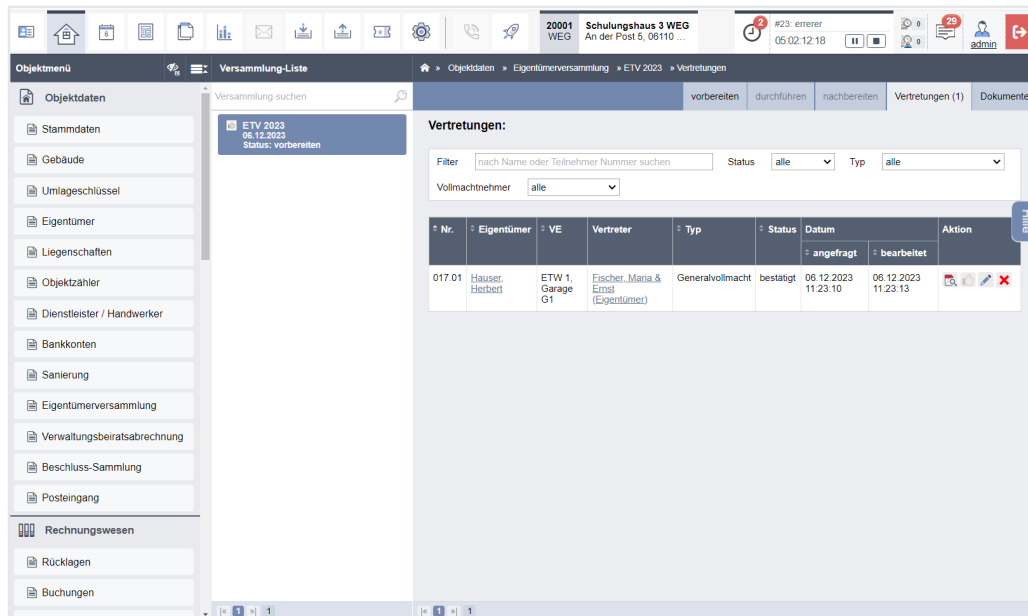 6
20001
WEG
Schulungshaus 3 WEG
An der Post 5, 06110 ...
2
#23: errerer
05:02:12:18
0
0
29
admin
Objektmenü
Versammlung-Liste
Objektdaten » Eigentümerversammlung » ETV 2023 » Vertretungen
Objektdaten
Stammdaten
Gebäude
Umlageschlüssel
Eigentümer
Liegenschaften
Objektzähler
Dienstleister / Handwerker
Bankkonten
Sanierung
Eigentümerversammlung
Verwaltungsbeiratsabrechnung
Beschluss-Sammlung
Posteingang
Rechnungswesen
Rücklagen
Buchungen
Versammlung suchen
ETV 2023
06.12.2023
Status: vorbereiten
|« 1 »| 1
vorbereiten durchführen nachbereiten Vertretungen (1) Dokumente
Vertretungen:
Filter nach Name oder Teilnehmer Nummer suchen Status alle Typ alle
Vollmachtnehmer alle
Nr. Eigentümer VE Vertreter Typ Status Datum Aktion
angefragt bearbeitet
017.01 Hauser, Herbert ETW 1, Garage G1 Fischer, Maria & Ernst (Eigentümer) Generalvollmacht bestätigt 06.12.2023 11:23:10 06.12.2023 11:23:13
|« 1 »| 1